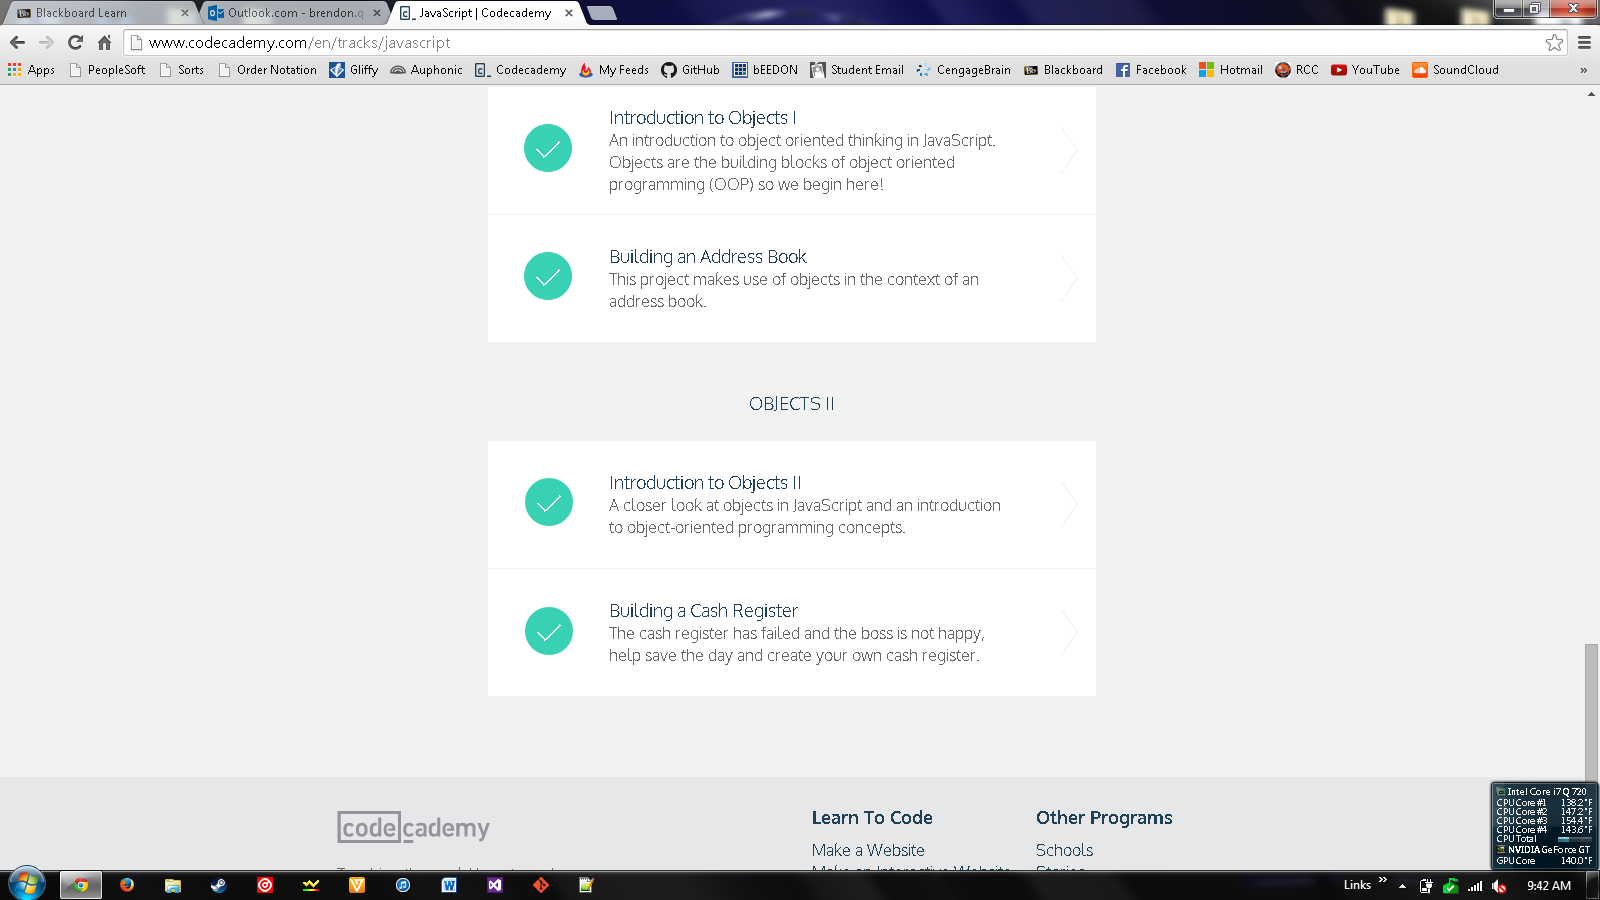 Blackboard Learn
Outlook.com - brendon.q
JavaScript | Codecademy
www.codecademy.com/en/tracks/javascript
Apps PeopleSoft Sorts Order Notation Gliffy Auphonic Codecademy My Feeds GitHub bEEDON Student Email CengageBrain Blackboard Facebook Hotmail RCC YouTube SoundCloud »
Introduction to Objects I
An introduction to object oriented thinking in JavaScript.
Objects are the building blocks of object oriented
programming (OOP) so we begin here!
Building an Address Book
This project makes use of objects in the context of an
address book.
OBJECTS II
Introduction to Objects II
A closer look at objects in JavaScript and an introduction
to object-oriented programming concepts.
Building a Cash Register
The cash register has failed and the boss is not happy,
help save the day and create your own cash register.
codecademy
Learn To Code
Make a Website
Other Programs
Schools
Intel Core i7 Q 720
CPU Core #1 138.2°F
CPU Core #2 147.2°F
CPU Core #3 154.4°F
CPU Core #4 143.6°F
CPU Total
NVIDIA GeForce GT
GPU Core 140.0°F
Links »
9:42 AM